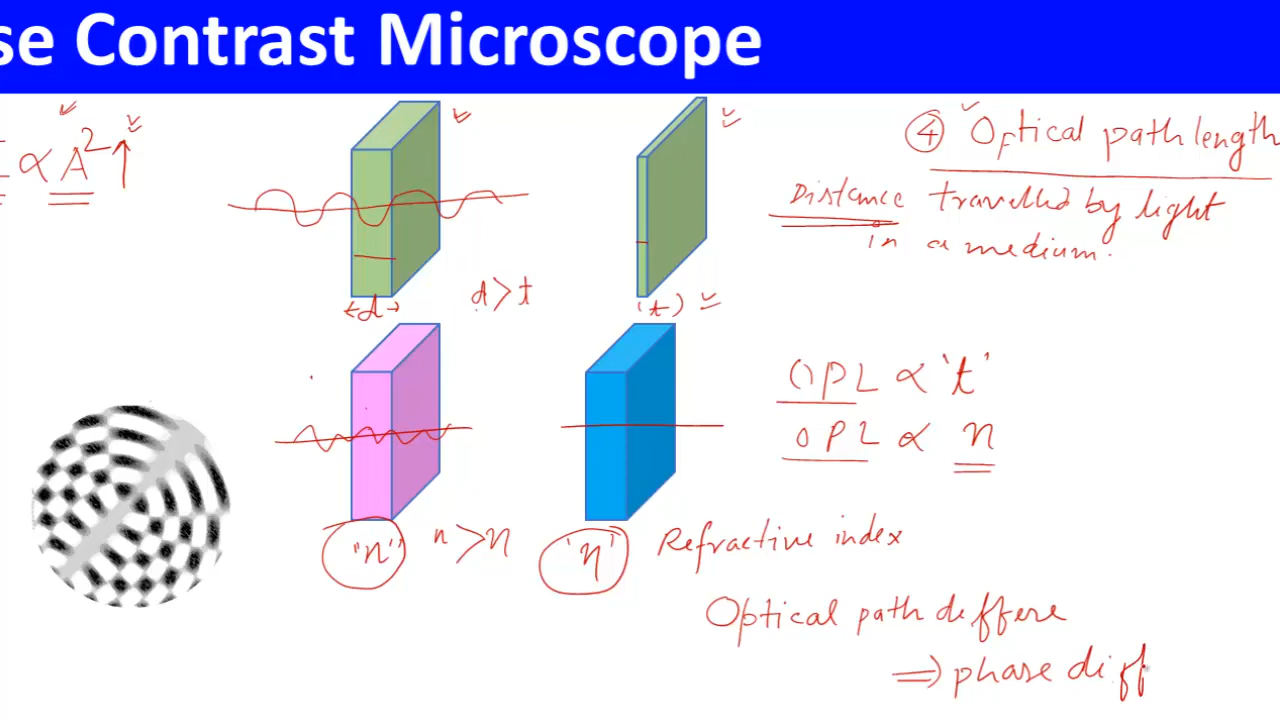 se Contrast Microscope
I ∝ A² ↑
④ Optical path length
Distance travelled by light
in a medium.
d
d > t
(t)
OPL ∝ 't'
OPL ∝ η
"n"
n > η
'η'
Refractive index
Optical path differe
⇒ phase diff